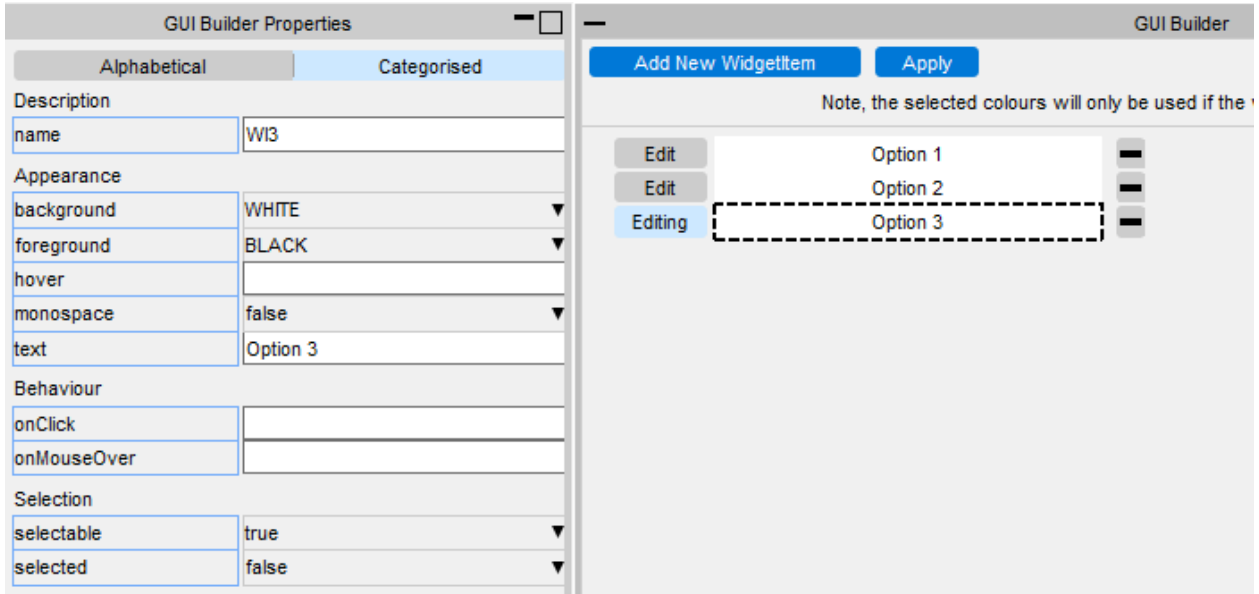 GUI Builder Properties
Alphabetical Categorised
Description
name WI3
Appearance
background WHITE
foreground BLACK
hover
monospace false
text Option 3
Behaviour
onClick
onMouseOver
Selection
selectable true
selected false
GUI Builder
Add New WidgetItem Apply
Note, the selected colours will only be used if the
Edit Option 1
Edit Option 2
Editing Option 3